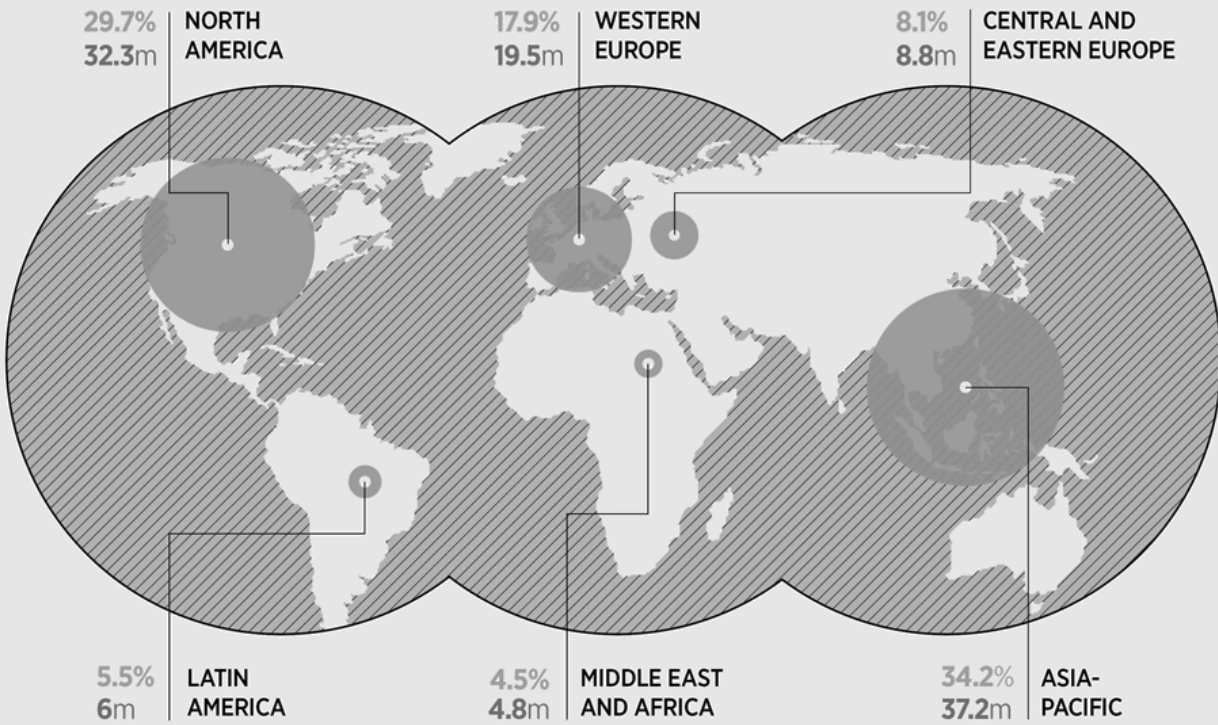 29.7% NORTH
32.3m AMERICA
17.9% WESTERN
19.5m EUROPE
8.1% CENTRAL AND
8.8m EASTERN EUROPE
5.5% LATIN
6m AMERICA
4.5% MIDDLE EAST
4.8m AND AFRICA
34.2% ASIA-
37.2m PACIFIC